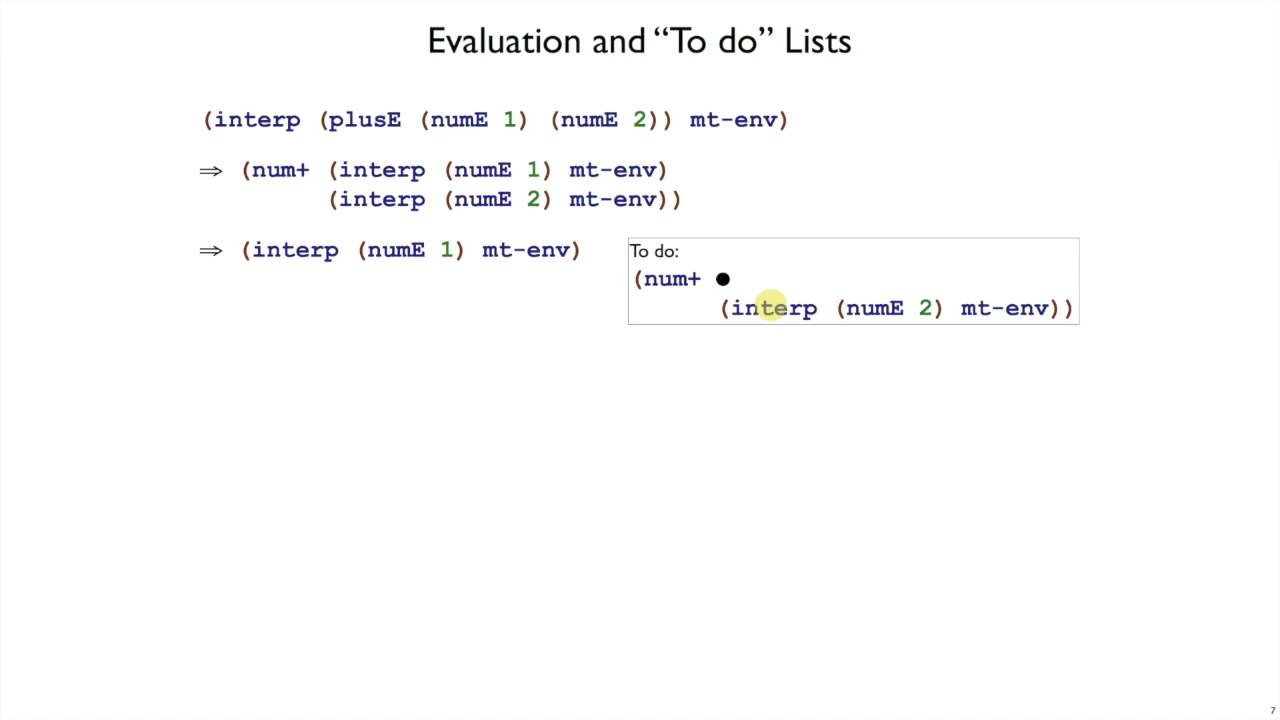 Evaluation and “To do” Lists
(interp (plusE (numE 1) (numE 2)) mt-env)
⇒ (num+ (interp (numE 1) mt-env)
(interp (numE 2) mt-env))
⇒ (interp (numE 1) mt-env)
To do:
(num+ ●
(interp (numE 2) mt-env))
7